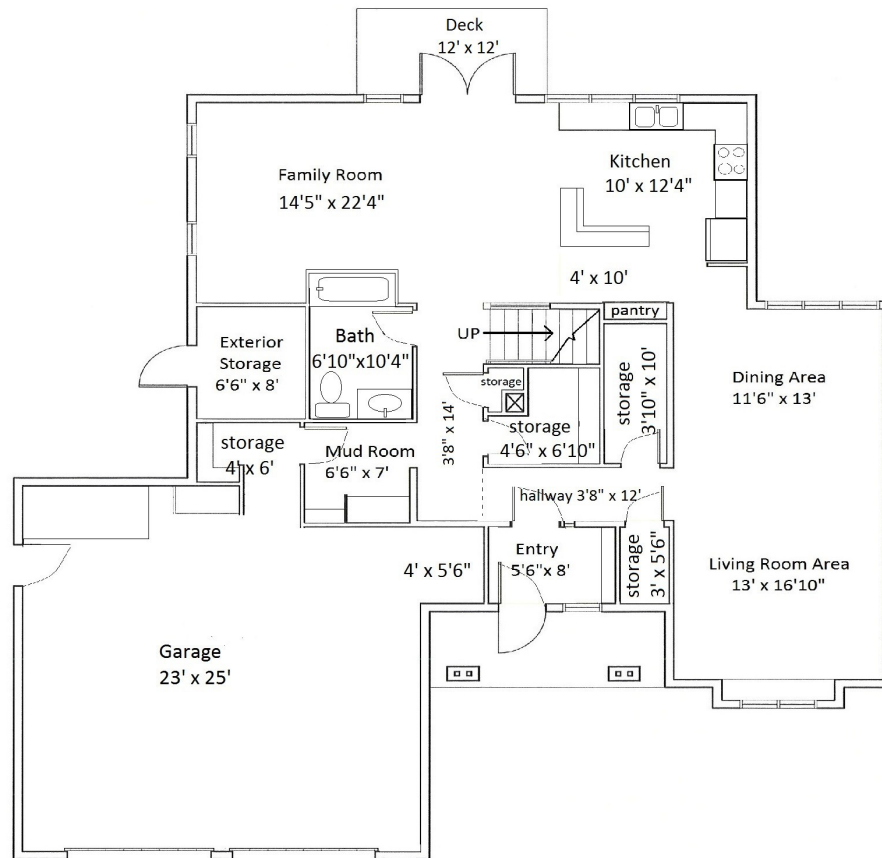 Deck
12' x 12'
Family Room
14'5" x 22'4"
Kitchen
10' x 12'4"
4' x 10'
pantry
UP
Bath
6'10"x10'4"
Exterior
Storage
6'6" x 8'
storage
storage
4'6" x 6'10"
storage
3'10" x 10'
Dining Area
11'6" x 13'
3'8" x 14'
storage
4' x 6'
Mud Room
6'6" x 7'
hallway 3'8" x 12'
Entry
5'6"x 8'
4' x 5'6"
storage
3' x 5'6"
Living Room Area
13' x 16'10"
Garage
23' x 25'